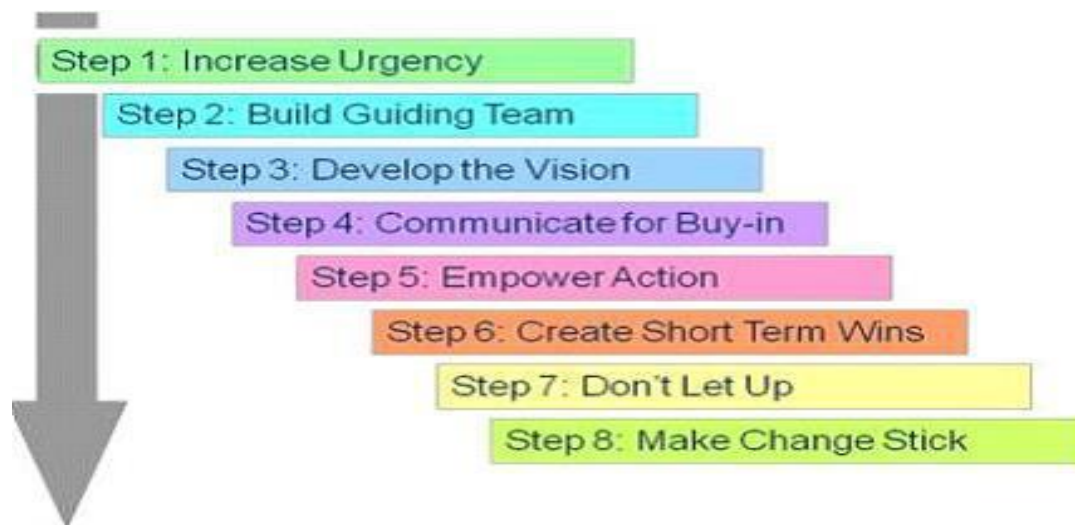 Step 1: Increase Urgency
Step 2: Build Guiding Team
Step 3: Develop the Vision
Step 4: Communicate for Buy-in
Step 5: Empower Action
Step 6: Create Short Term Wins
Step 7: Don't Let Up
Step 8: Make Change Stick